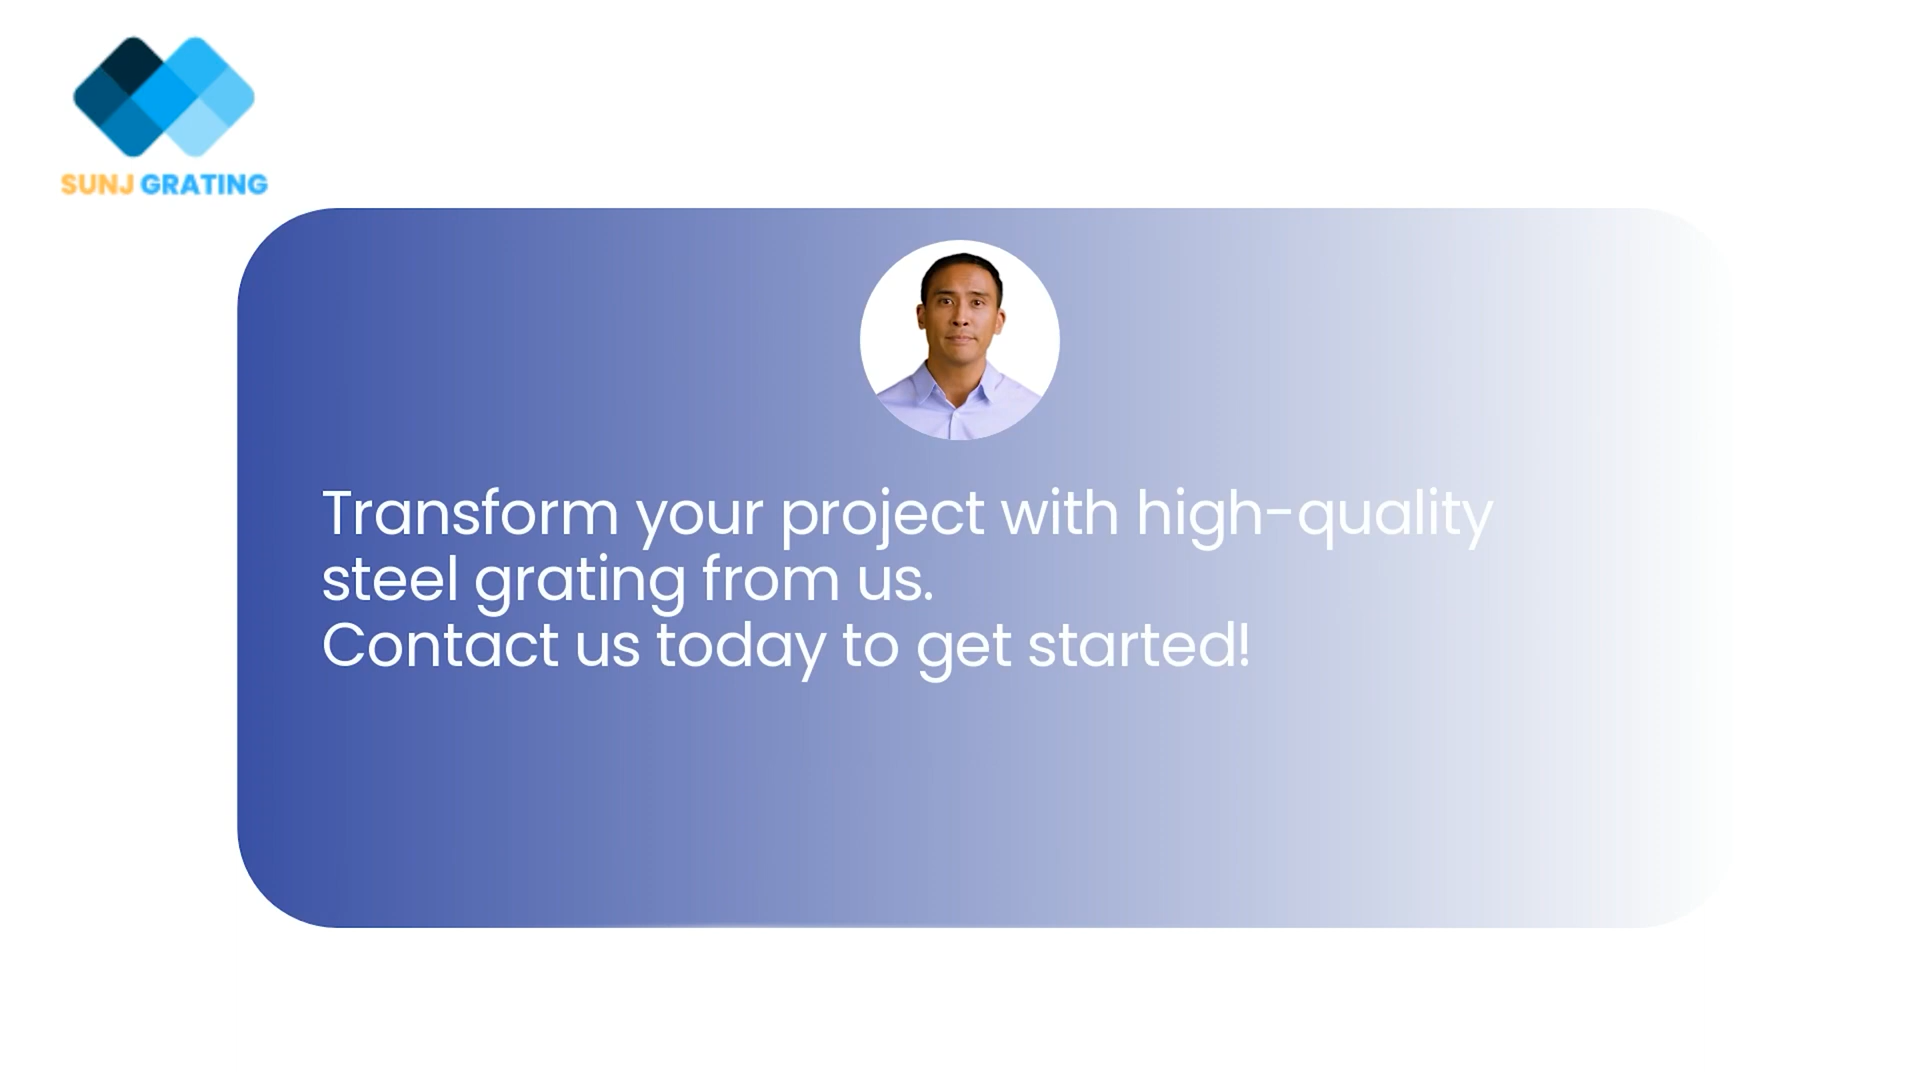 SUNJ GRATING
Transform your project with high-quality
steel grating from us.
Contact us today to get started!